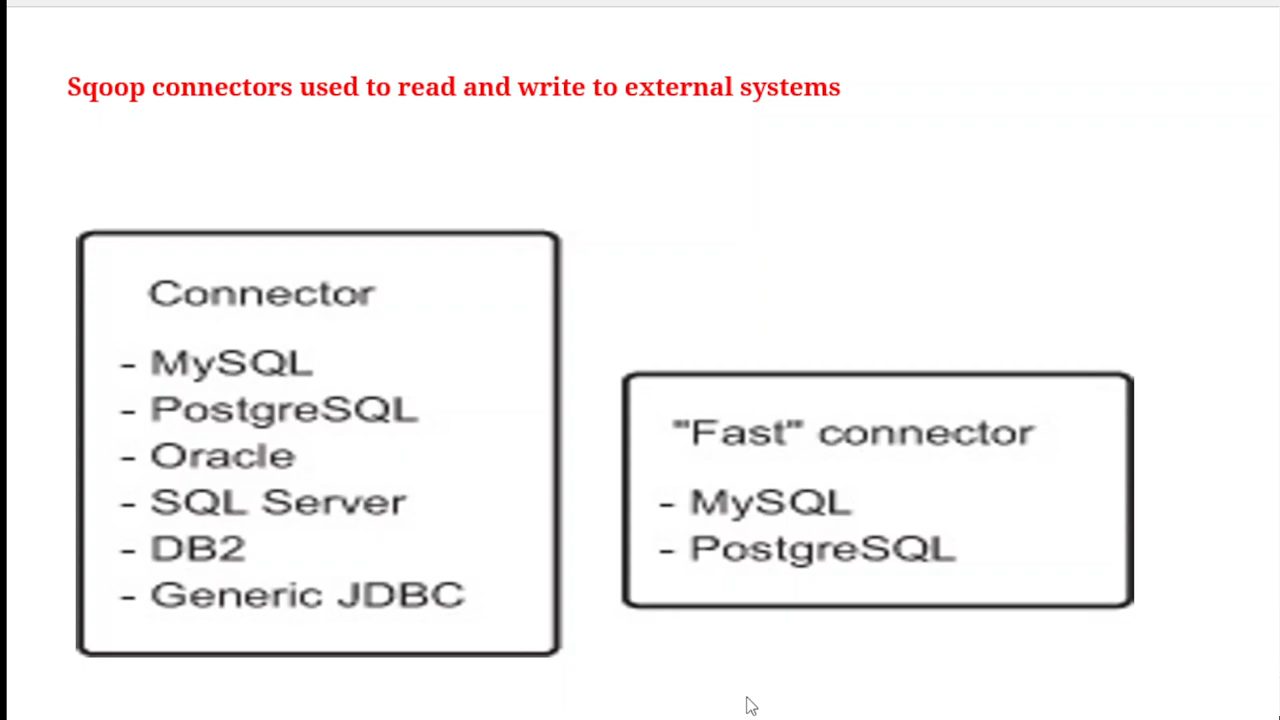 Sqoop connectors used to read and write to external systems
Connector
- MySQL
- PostgreSQL
- Oracle
- SQL Server
- DB2
- Generic JDBC
"Fast" connector
- MySQL
- PostgreSQL